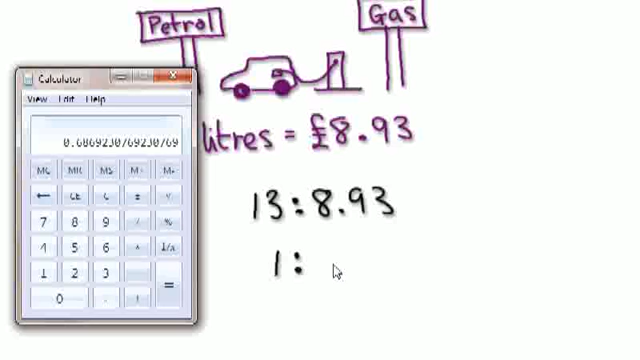 Petrol
Gas
Calculator
View Edit Help
0.6869230769230769
litres = £8.93
MC MR MS M+
CE C ±
7 8 9 / %
4 5 6 * 1/x
1 2 3 - =
0 . +
13 : 8.93
1 :